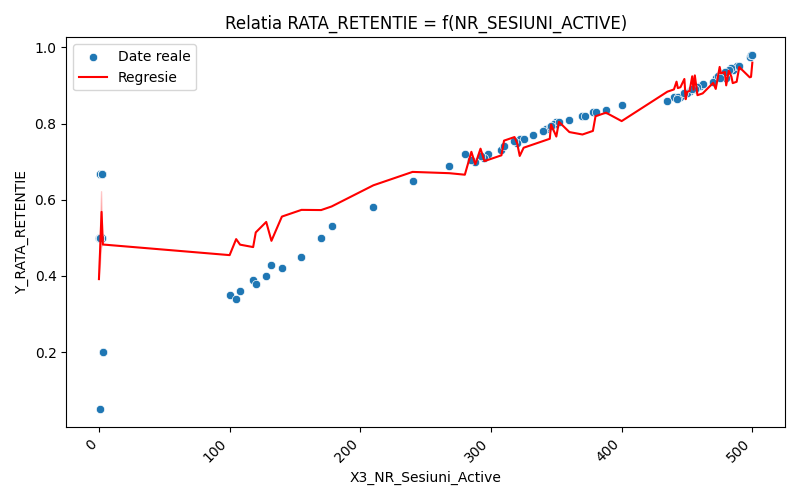 Relatia RATA_RETENTIE = f(NR_SESIUNI_ACTIVE)
Date reale
Regresie
Y_RATA_RETENTIE
1.0
0.8
0.6
0.4
0.2
0
100
200
300
400
500
X3_NR_Sesiuni_Active